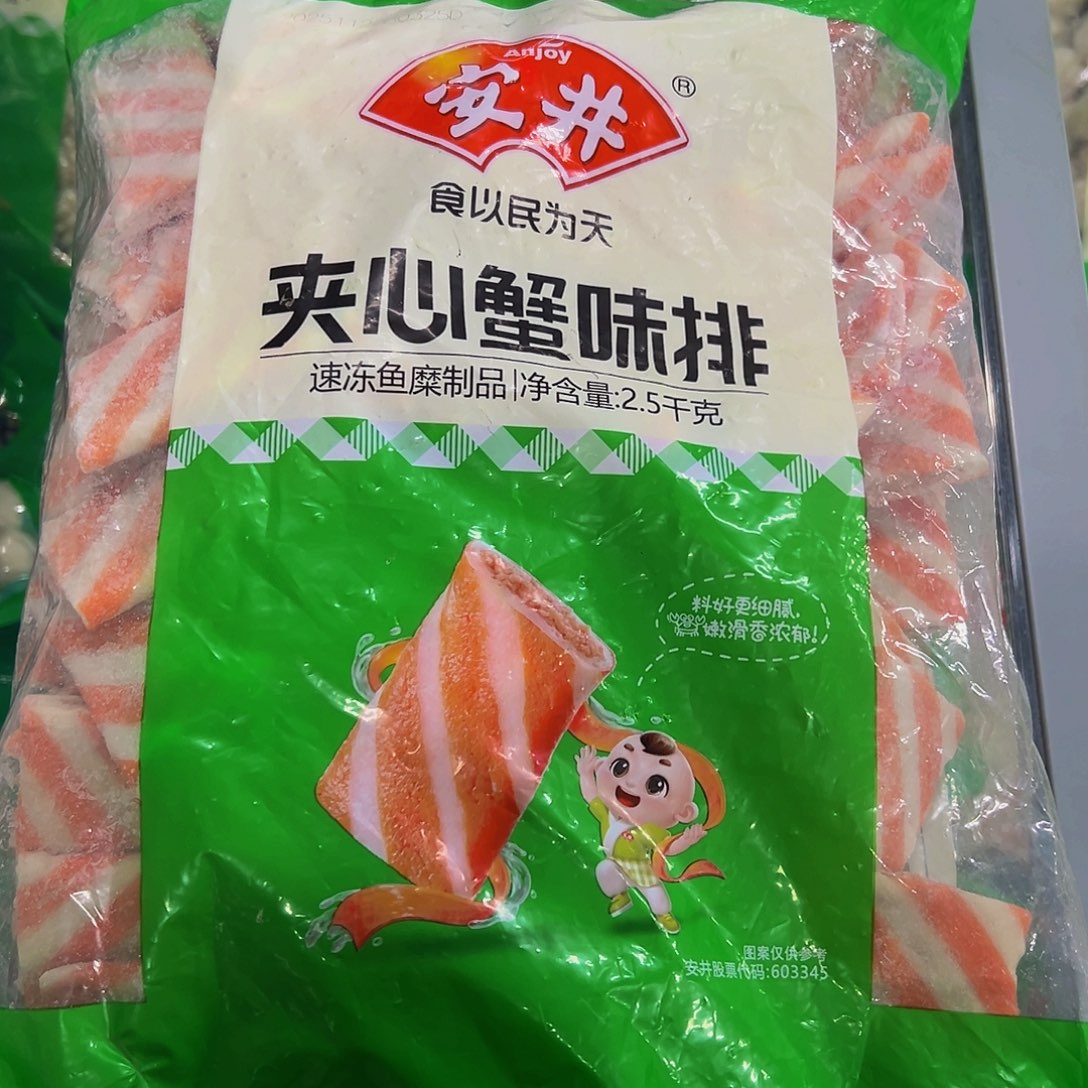 Anjoy
安井®
食以民为天
夹心蟹味排
速冻鱼糜制品|净含量:2.5千克
料好更细腻,
嫩滑香浓郁!
图案仅供参考
安井股票代码:603345